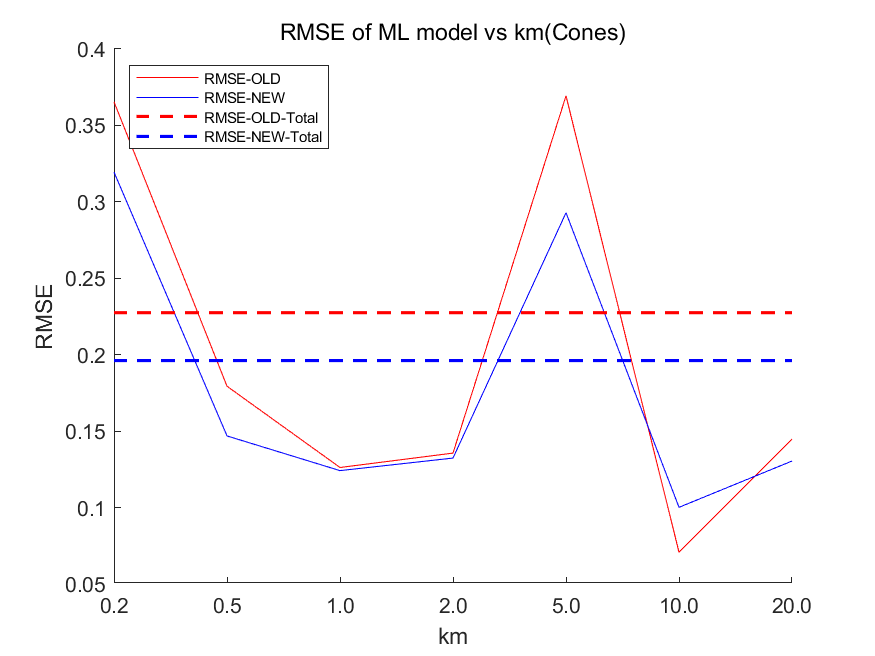 RMSE of ML model vs km(Cones)
0.4
RMSE-OLD
RMSE-NEW
RMSE-OLD-Total
RMSE-NEW-Total
0.35
0.3
0.25
0.2
0.15
0.1
0.05
RMSE
0.2 0.5 1.0 2.0 5.0 10.0 20.0
km